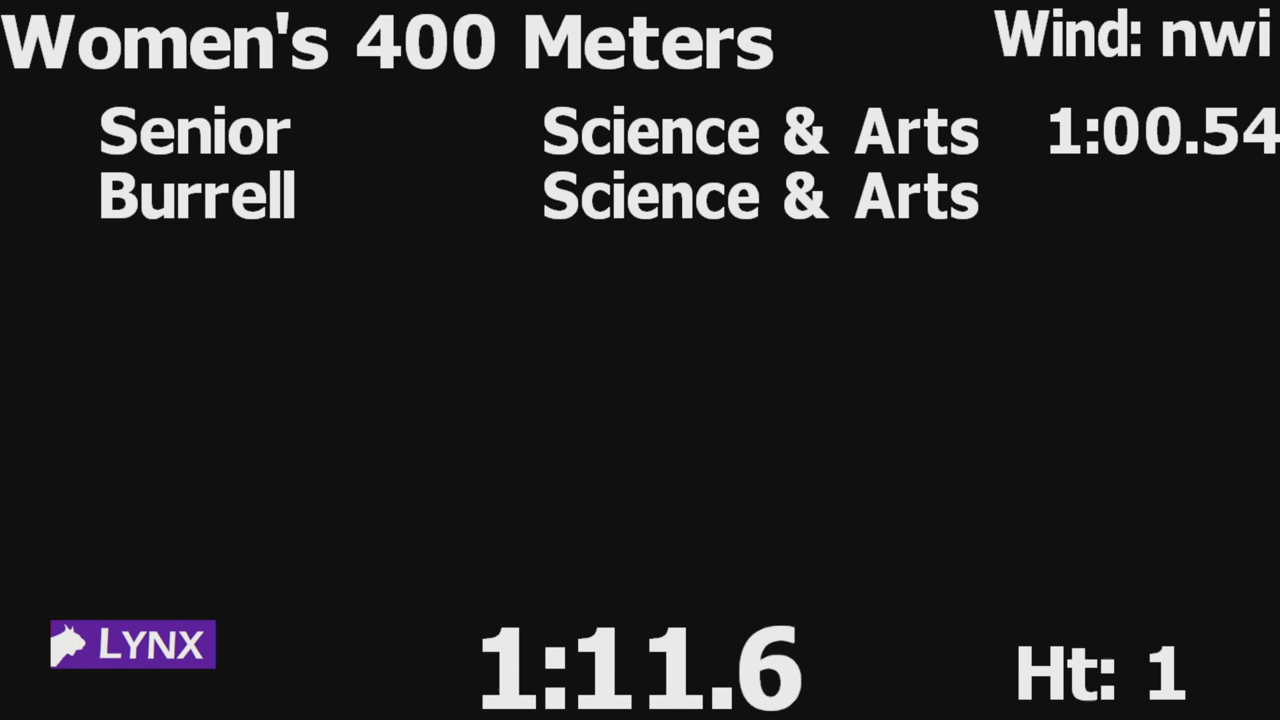 Women's 400 Meters Wind: nwi
Senior Science & Arts 1:00.54
Burrell Science & Arts
LYNX 1:11.6 Ht: 1